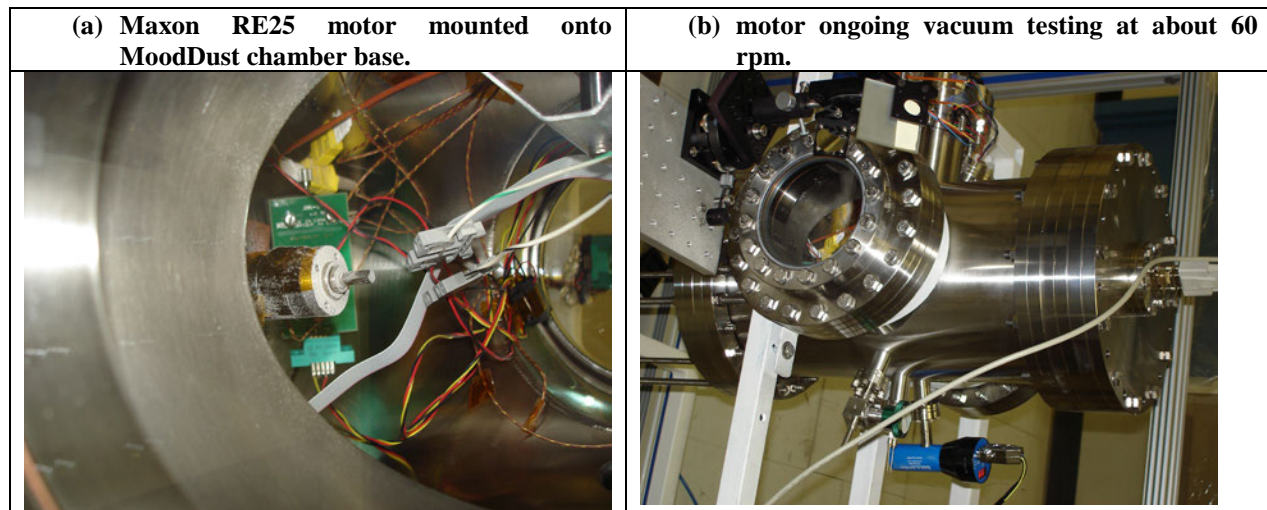 (a) Maxon RE25 motor mounted onto
MoodDust chamber base.
(b) motor ongoing vacuum testing at about 60
rpm.